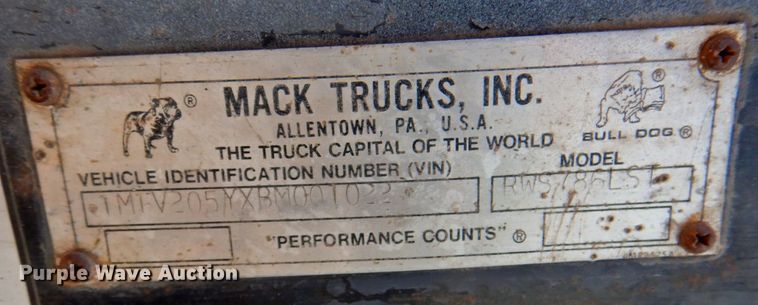 MACK TRUCKS, INC.
ALLENTOWN, PA., U.S.A.
THE TRUCK CAPITAL OF THE WORLD
®
BULL DOG ®
VEHICLE IDENTIFICATION NUMBER (VIN)
MODEL
RWS786LST
"PERFORMANCE COUNTS" ®
Purple Wave Auction